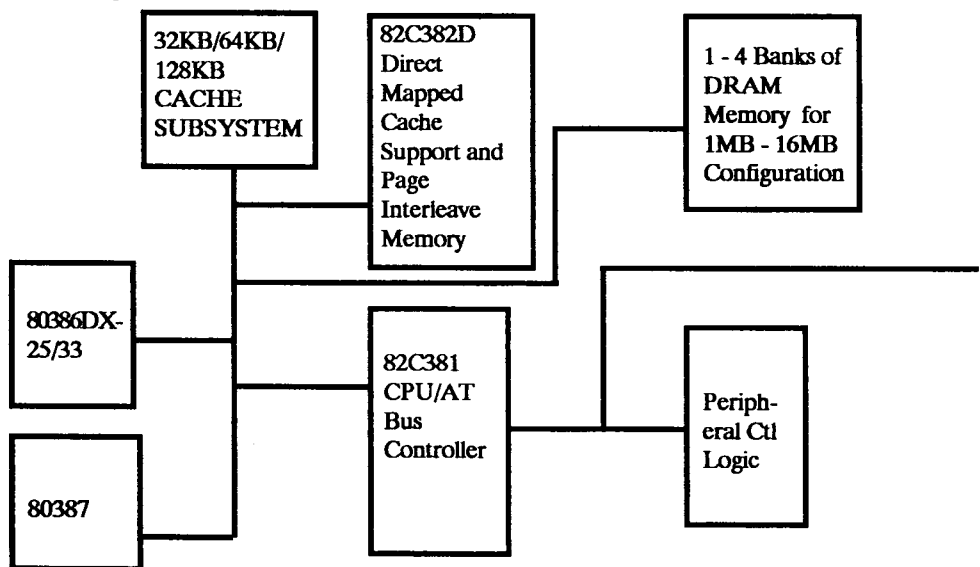 32KB/64KB/
128KB
CACHE
SUBSYSTEM
82C382D
Direct
Mapped
Cache
Support and
Page
Interleave
Memory
1 - 4 Banks of
DRAM
Memory for
1MB - 16MB
Configuration
80386DX-
25/33
82C381
CPU/AT
Bus
Controller
Periph-
eral Ctl
Logic
80387